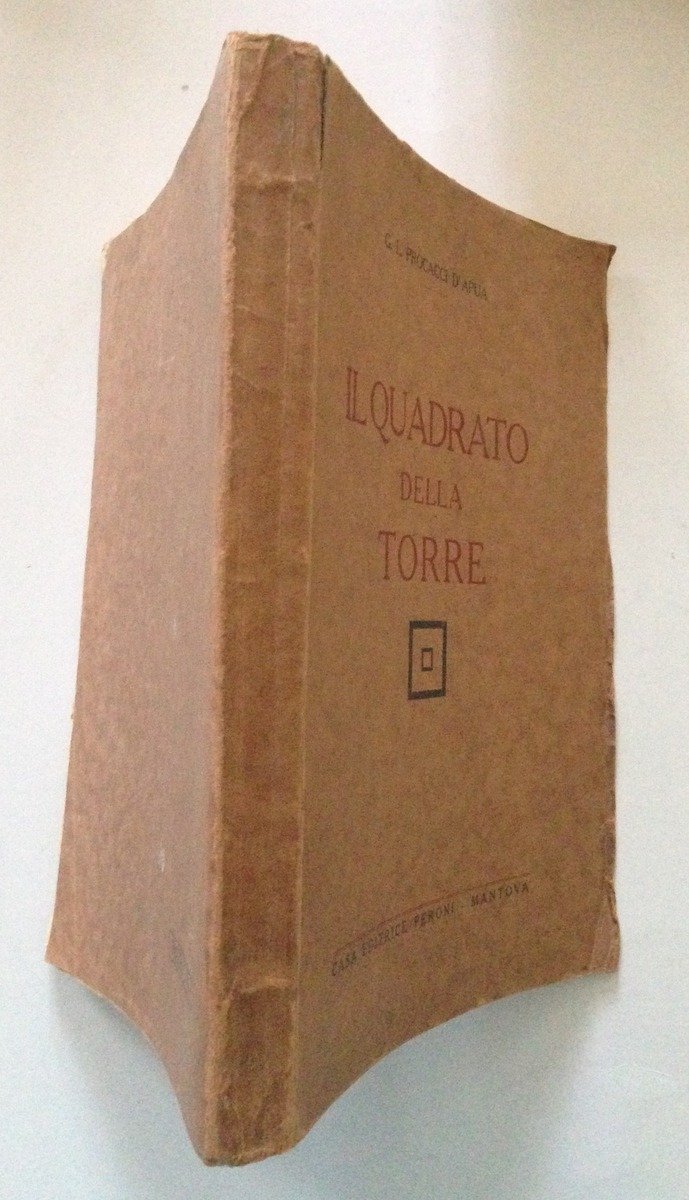 G. L. PROCACCI D'APUA
IL QUADRATO
DELLA
TORRE
CASA EDITRICE PERONI - MANTOVA